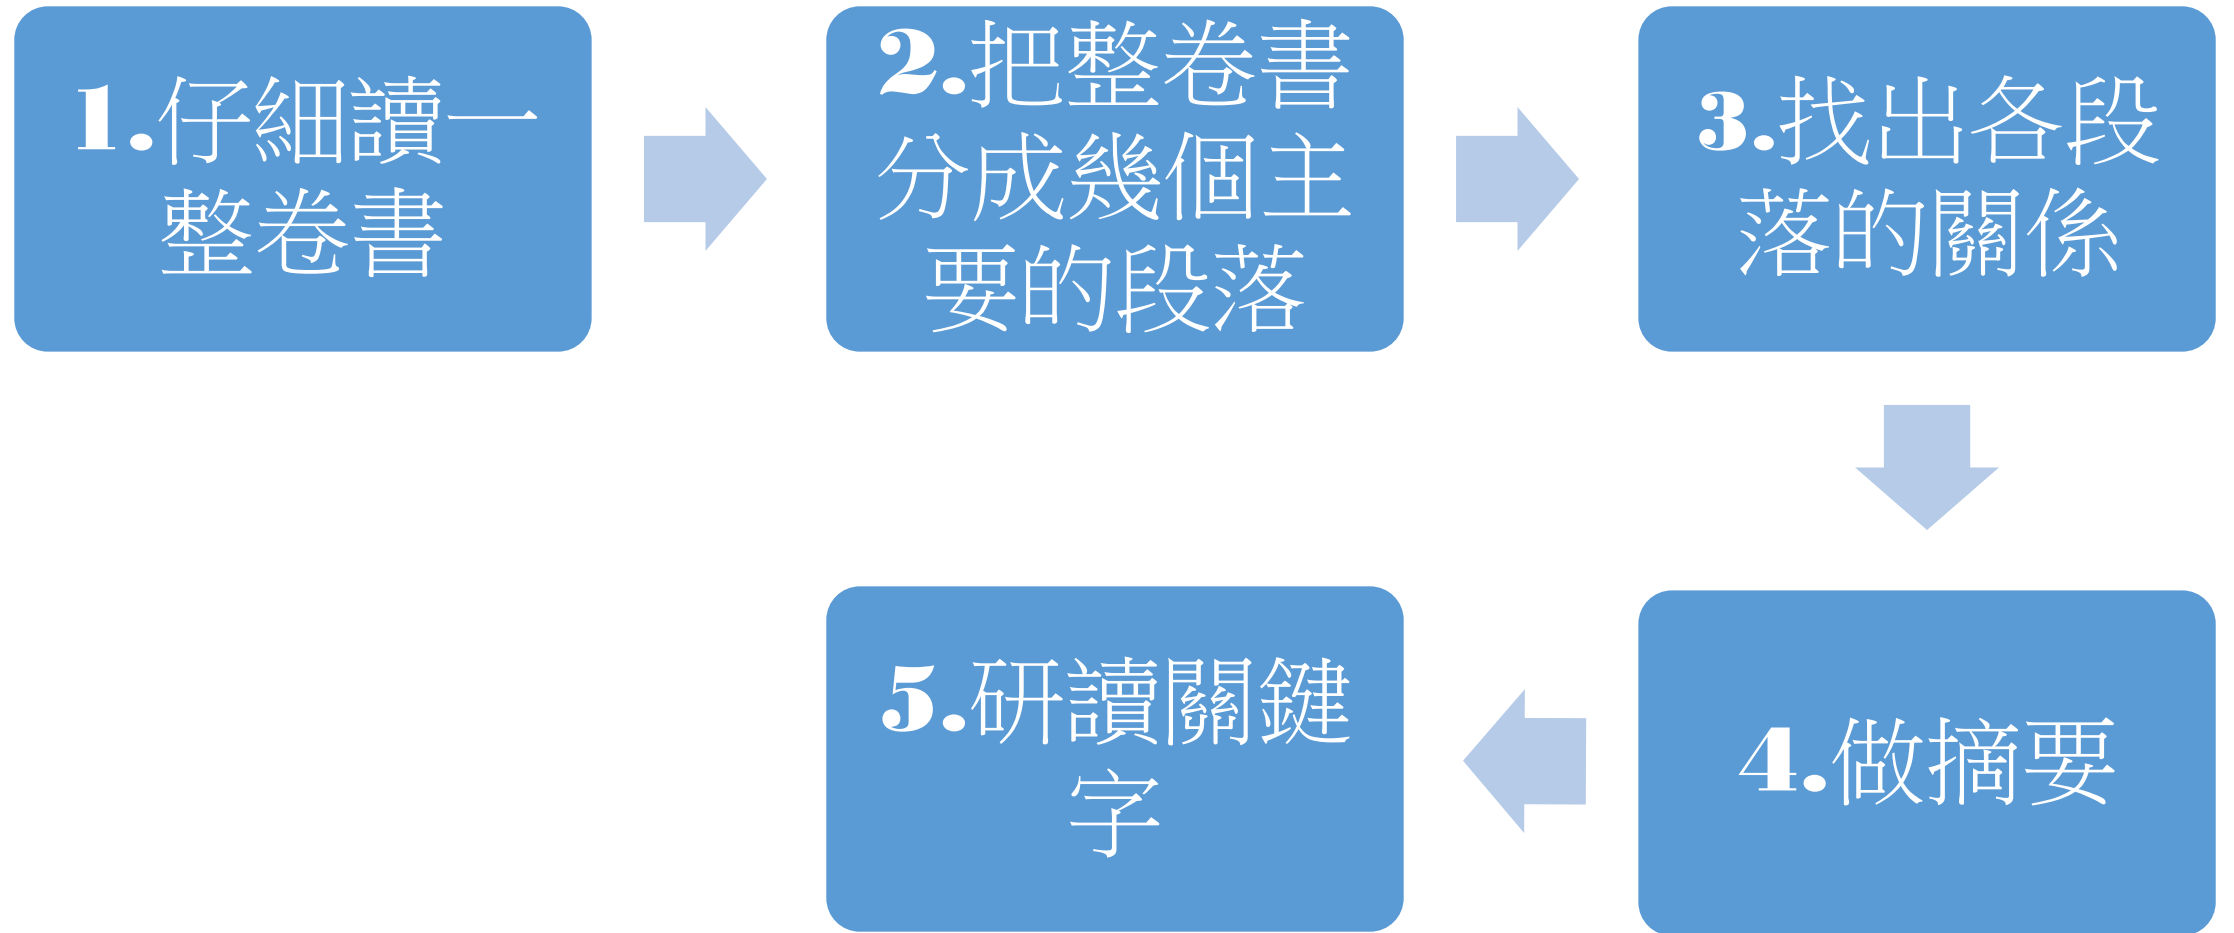 1.仔細讀一
整卷書
2.把整卷書
分成幾個主
要的段落
3.找出各段
落的關係
4.做摘要
5.研讀關鍵
字